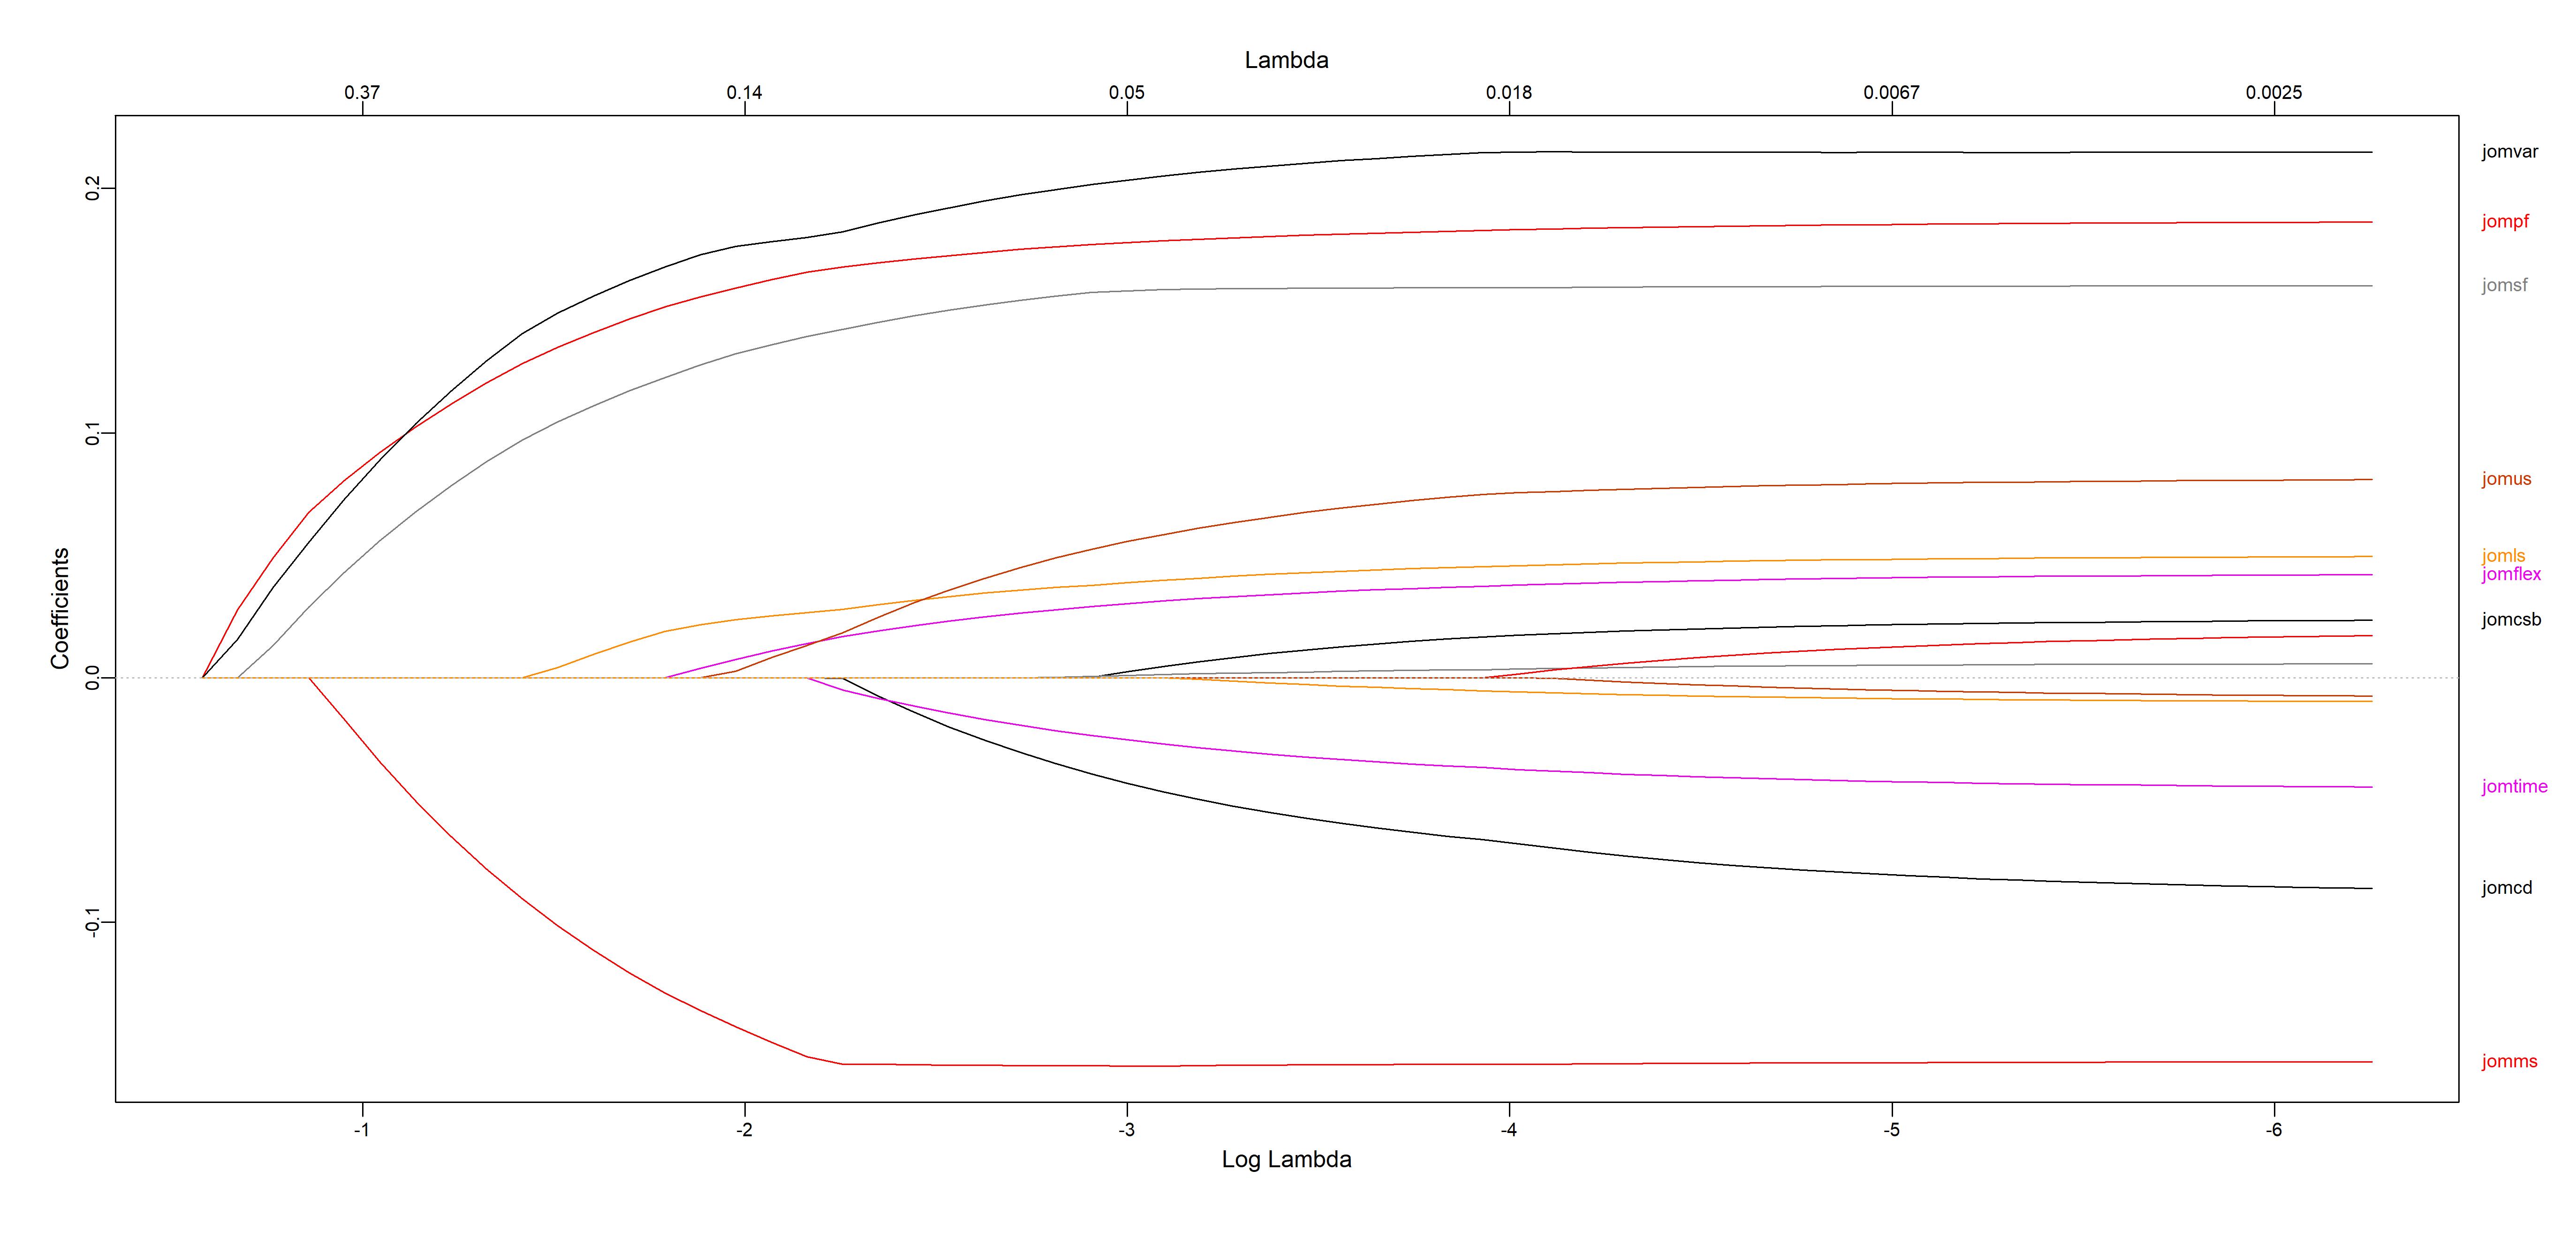 Lambda
0.37 0.14 0.05 0.018 0.0067 0.0025
jomvar
0.2
jompf
jomsf
0.1
jomus
jomls
jomflex
jomcsb
Coefficients
0.0
jomtime
jomcd
-0.1
jomms
-1 -2 -3 -4 -5 -6
Log Lambda